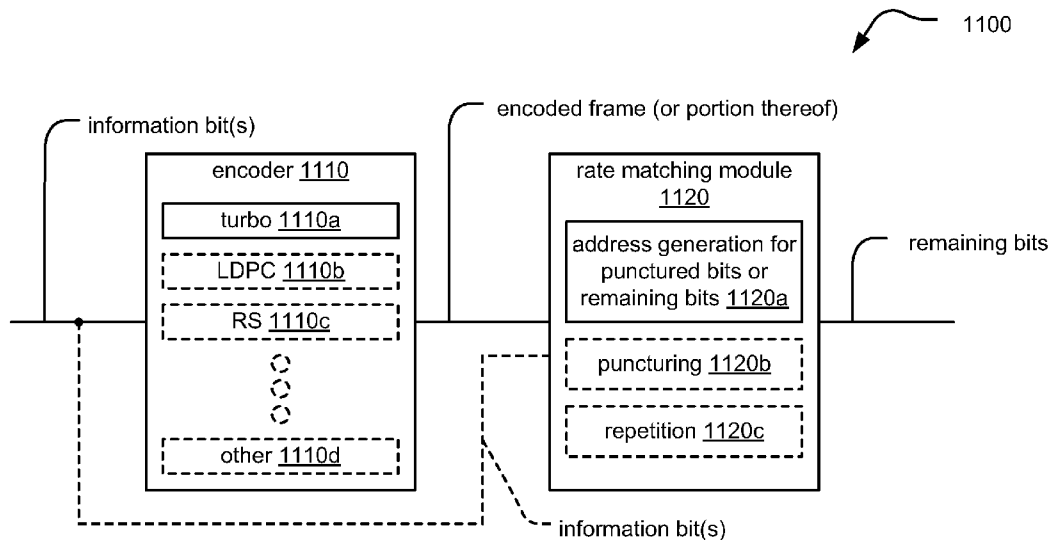 1100
information bit(s)
encoded frame (or portion thereof)
encoder 1110
turbo 1110a
LDPC 1110b
RS 1110c
other 1110d
rate matching module
1120
address generation for
punctured bits or
remaining bits 1120a
puncturing 1120b
repetition 1120c
remaining bits
information bit(s)